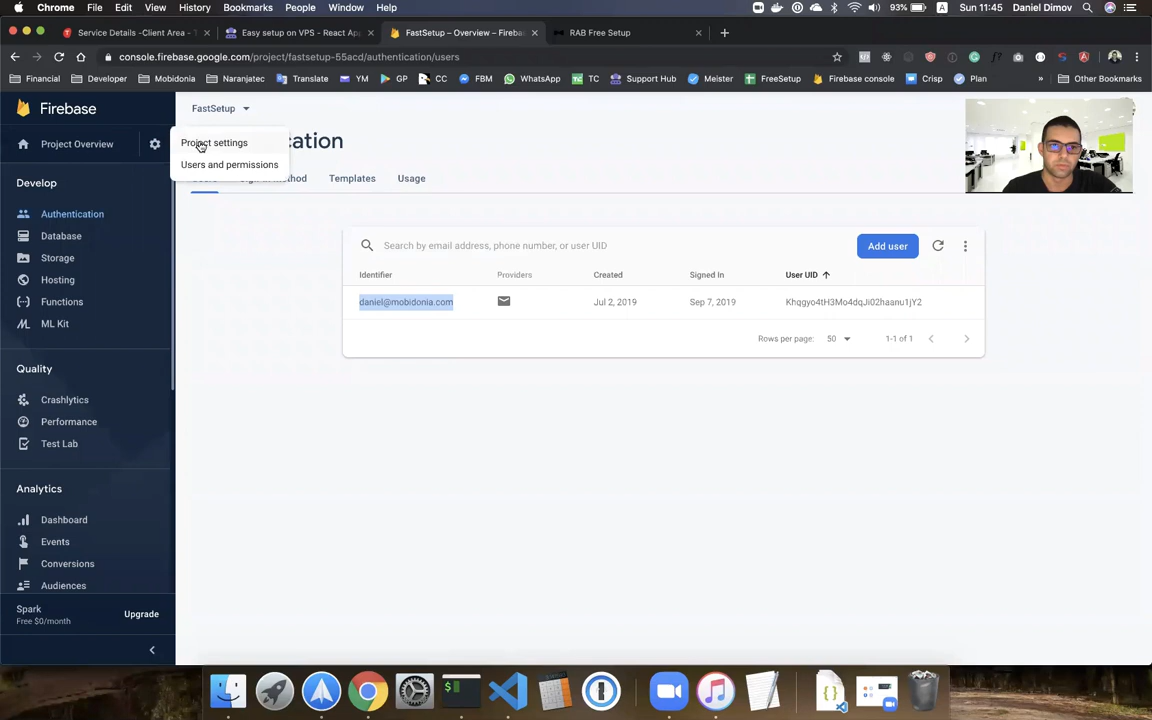 Chrome File Edit View History Bookmarks People Window Help 93% Sun 11:45 Daniel Dimov
Service Details -Client Area - T
Easy setup on VPS - React App
FastSetup – Overview – Fireba
RAB Free Setup
console.firebase.google.com/project/fastsetup-55acd/authentication/users
Financial Developer Mobidonia Naranjatec Translate YM GP CC FBM WhatsApp TC Support Hub Meister FreeSetup Firebase console Crisp Plan » Other Bookmarks
Firebase
FastSetup
Project Overview
Project settings
Users and permissions
ication
Templates
Usage
Develop
Authentication
Database
Storage
Hosting
Functions
ML Kit
Quality
Crashlytics
Performance
Test Lab
Analytics
Dashboard
Events
Conversions
Audiences
Spark
Free $0/month
Upgrade
Search by email address, phone number, or user UID
Add user
Identifier Providers Created Signed In User UID
daniel@mobidonia.com Jul 2, 2019 Sep 7, 2019 Khqgyo4tH3Mo4dqJi02haanu1jY2
Rows per page: 50 1-1 of 1